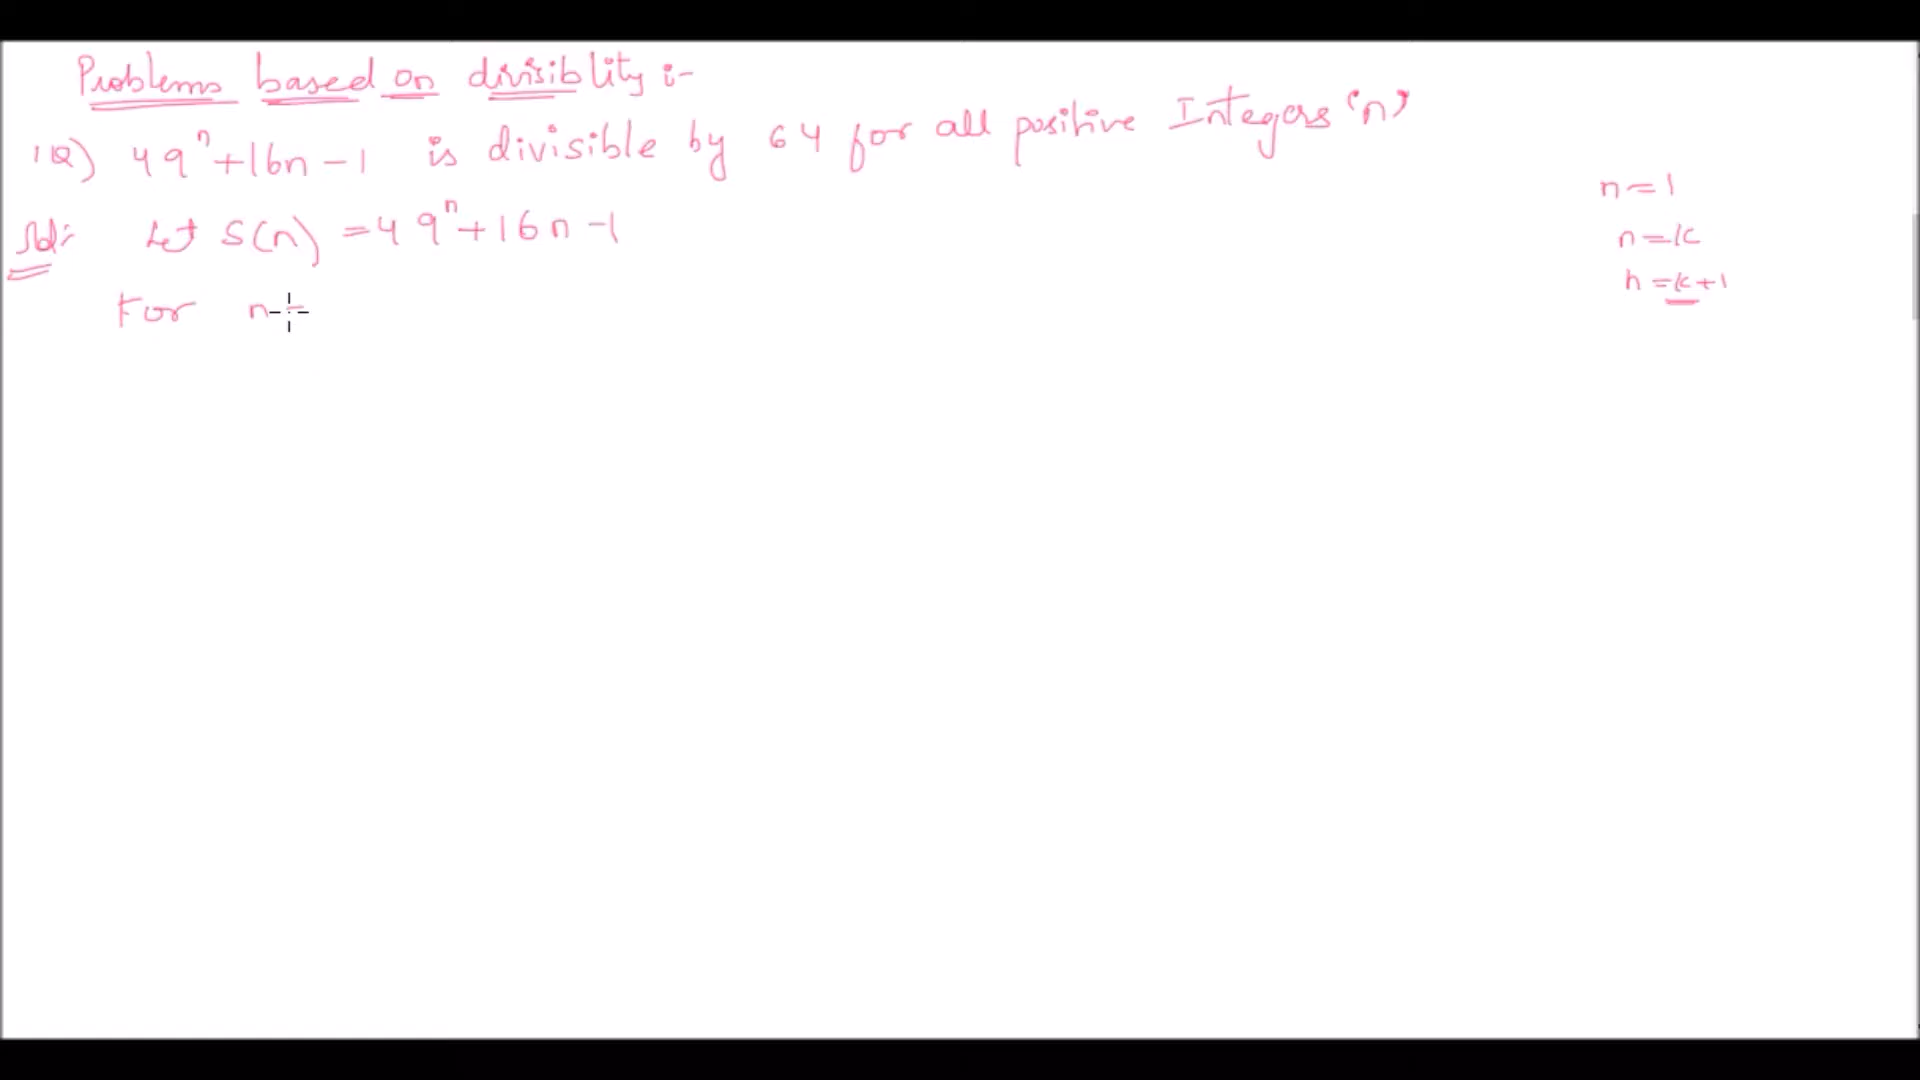 Problems based on divisiblity :-
1Q) 49ⁿ+16n-1 is divisible by 64 for all positive Integers 'n'
Sol: Let S(n) = 49ⁿ+16n-1
For n=
n=1
n=k
n=k+1